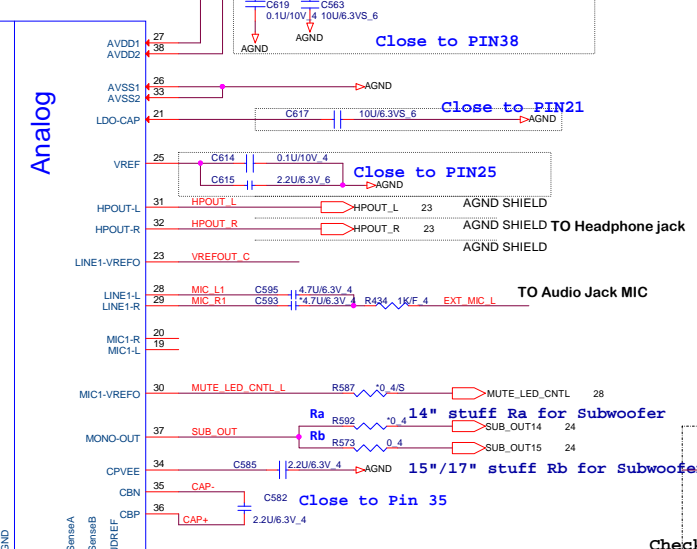 C619 C563
0.1U/10V_4 10U/6.3VS_6
AGND AGND
Close to PIN38
AVDD1 27
AVDD2 38
AVSS1 26 AGND
AVSS2 33
LDO-CAP 21 C617 10U/6.3VS_6 AGND
Close to PIN21
VREF 25 C614 0.1U/10V_4
C615 2.2U/6.3V_6 AGND
Close to PIN25
HPOUT-L 31 HPOUT_L HPOUT_L 23 AGND SHIELD
HPOUT-R 32 HPOUT_R HPOUT_R 23 AGND SHIELD TO Headphone jack
AGND SHIELD
LINE1-VREFO 23 VREFOUT_C
LINE1-L 28 MIC_L1 C595 4.7U/6.3V_4 TO Audio Jack MIC
LINE1-R 29 MIC_R1 C593 *4.7U/6.3V_4 R434 1K/F_4 EXT_MIC_L
MIC1-R 20
MIC1-L 19
MIC1-VREFO 30 MUTE_LED_CNTL_L R587 *0_4/S MUTE_LED_CNTL 28
Ra 14" stuff Ra for Subwoofer
R592 *0_4 SUB_OUT14 24
MONO-OUT 37 SUB_OUT Rb
R573 0_4 SUB_OUT15 24
CPVEE 34 C585 2.2U/6.3V_4 AGND 15"/17" stuff Rb for Subwoofe
CBN 35 CAP- C582 Close to Pin 35
CBP 36 CAP+ 2.2U/6.3V_4
Analog
GND
SenseA
SenseB
Check